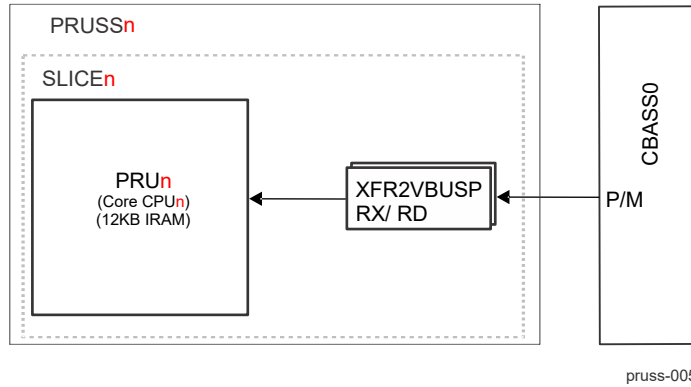 PRUSSn
SLICEn
PRUn
(Core CPUn)
(12KB IRAM)
XFR2VBUSP
RX/ RD
CBASS0
P/M
pruss-005